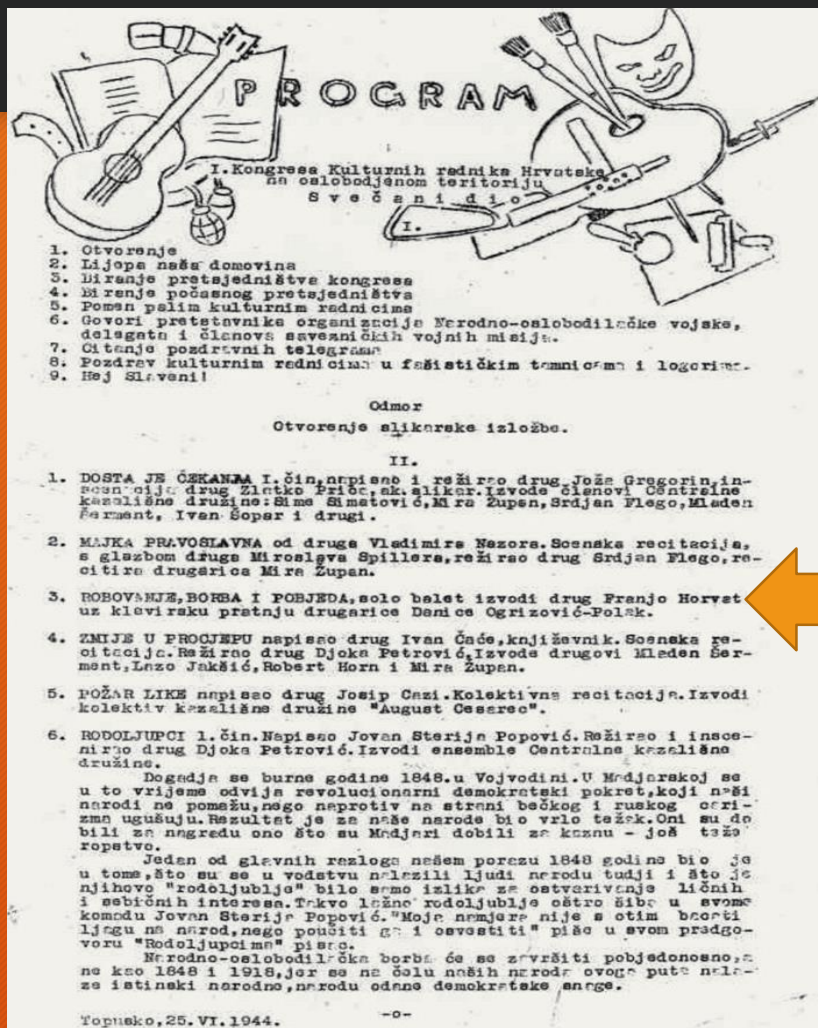 PROGRAM
I. Kongresa Kulturnih radnika Hrvatske
na oslobodjenom teritoriju
Svečani dio
I.
1. Otvorenje
2. Lijepa naša domovina
3. Biranje pretsjedništva kongresa
4. Biranje počasnog pretsjedništva
5. Pomen palim kulturnim radnicima
6. Govori pretstavnika organizacija Narodno-oslobodilačke vojske,
delegata i članova savezničkih vojnih misija.
7. Čitanje pozdravnih telegrama
8. Pozdrav kulturnim radnicima u fašističkim tamnicama i logorima.
9. Hej Slaveni!
Odmor
Otvorenje slikarske izložbe.
II.
1. DOSTA JE ČEKANJA I. čin, napisao i režirao drug Joža Gregorin, in-
scenacija drug Zlatko Prica, ak. slikar. Izvode članovi Centralne
kazališne družine: Sime Simatović, Mira Župan, Srdjan Flego, Mladen
Šerment, Ivan Šopar i drugi.
2. MAJKA PRAVOSLAVNA od druga Vladimira Nazora. Scenska recitacija,
s glazbom druga Miroslava Spillera, režirao drug Srdjan Flego, re-
citira drugarica Mira Župan.
3. ROBOVANJE, BORBA I POBJEDA, solo balet izvodi drug Franjo Horvat
uz klavirsku pratnju drugarice Danice Ogrizović-Polak.
4. ZMIJE U PROCJEPU napisao drug Ivan Čaće, književnik. Scenska re-
citacija. Režirao drug Djoka Petrović, Izvode drugovi Mladen Šer-
ment, Lazo Jakšić, Robert Horn i Mira Župan.
5. POŽAR LIKE napisao drug Josip Cazi. Kolektivna recitacija. Izvodi
kolektiv kazališne družine "August Cesarec".
6. RODOLJUPCI 1. čin. Napisao Jovan Sterija Popović. Režirao i insce-
nirao drug Djoka Petrović. Izvodi ensemble Centralne kazališne
družine.
Dogadja se burne godine 1848. u Vojvodini. U Madjarskoj se
u to vrijeme odvija revolucionarni demokratski pokret, koji naši
narodi ne pomažu, nego naprotiv na strani bečkog i ruskog cari-
zma ugušuju. Rezultat je za naše narode bio vrlo težak. Oni su do
bili za nagradu ono što su Madjari dobili za kaznu - još teže
ropstvo.
Jedan od glavnih razloga našem porazu 1848 godine bio je
u tome, što su se u vodstvu nalazili ljudi narodu tudji i što je
njihovo "rodoljublje" bilo samo izlika za ostvarivanje ličnih
i sebičnih interesa. Takvo lažno rodoljublje oštro šiba u svome
komadu Jovan Sterija Popović. "Moja namjera nije s otim bacati
ljagu na narod, nego poučiti ga i osvestiti" piše u svom predgo-
voru "Rodoljupcima" pisac.
Narodno-oslobodilačka borba će se završiti pobjedonosno, a
ne kao 1848 i 1918, jer se na čelu naših naroda ovoga puta nala-
ze istinski narodne, narodu odane demokratske snage.
-o-
Topusko, 25. VI. 1944.